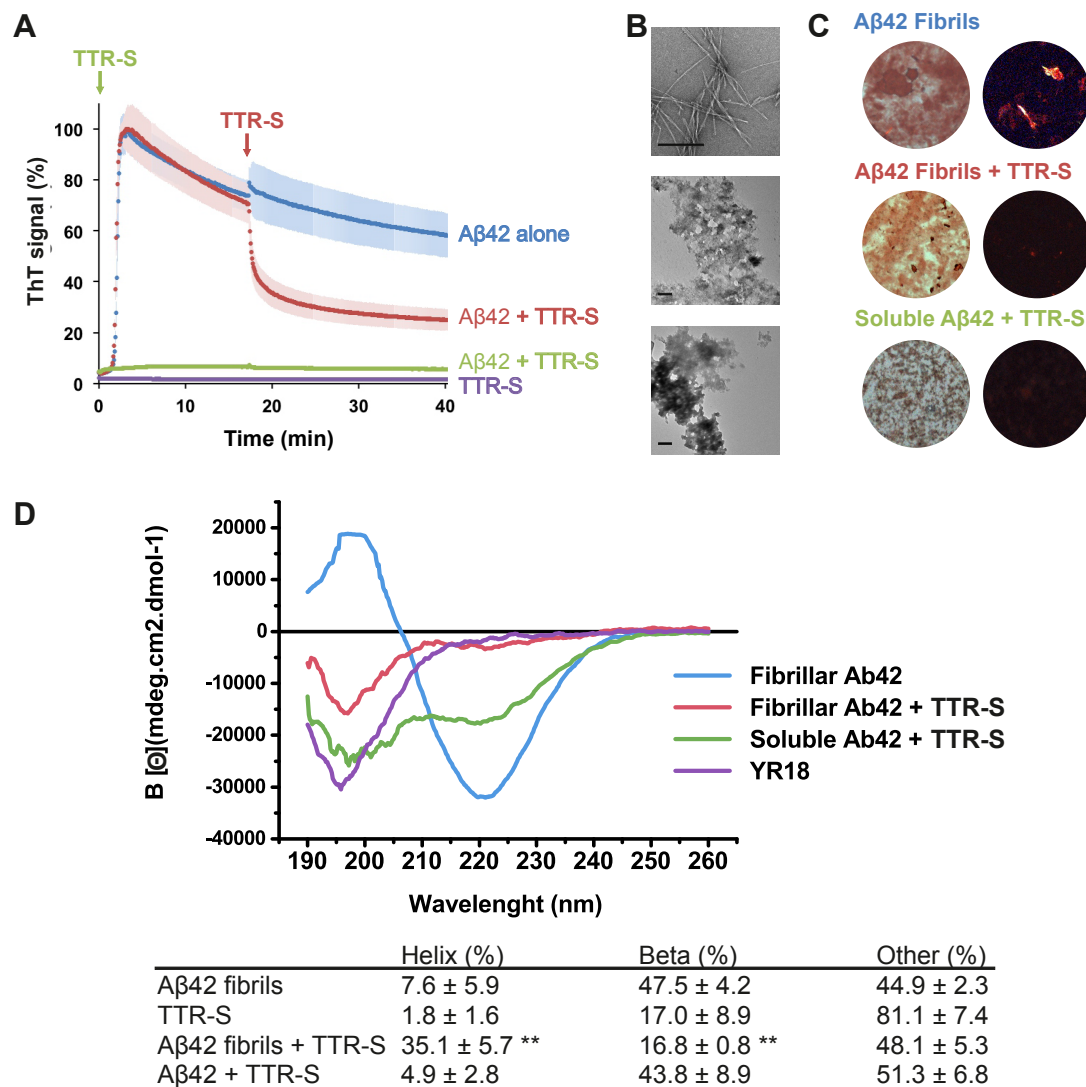 A
TTR-S
TTR-S
ThT signal (%)
100
80
60
40
20
0
0
10
20
30
40
Time (min)
Aβ42 alone
Aβ42 + TTR-S
Aβ42 + TTR-S
TTR-S
B
C
Aβ42 Fibrils
Aβ42 Fibrils + TTR-S
Soluble Aβ42 + TTR-S
D
B [Θ](mdeg.cm2.dmol-1)
20000
10000
0
-10000
-20000
-30000
-40000
190
200
210
220
230
240
250
260
Wavelenght (nm)
Fibrillar Ab42
Fibrillar Ab42 + TTR-S
Soluble Ab42 + TTR-S
YR18
Helix (%) Beta (%) Other (%)
Aβ42 fibrils 7.6 ± 5.9 47.5 ± 4.2 44.9 ± 2.3
TTR-S 1.8 ± 1.6 17.0 ± 8.9 81.1 ± 7.4
Aβ42 fibrils + TTR-S 35.1 ± 5.7 ** 16.8 ± 0.8 ** 48.1 ± 5.3
Aβ42 + TTR-S 4.9 ± 2.8 43.8 ± 8.9 51.3 ± 6.8